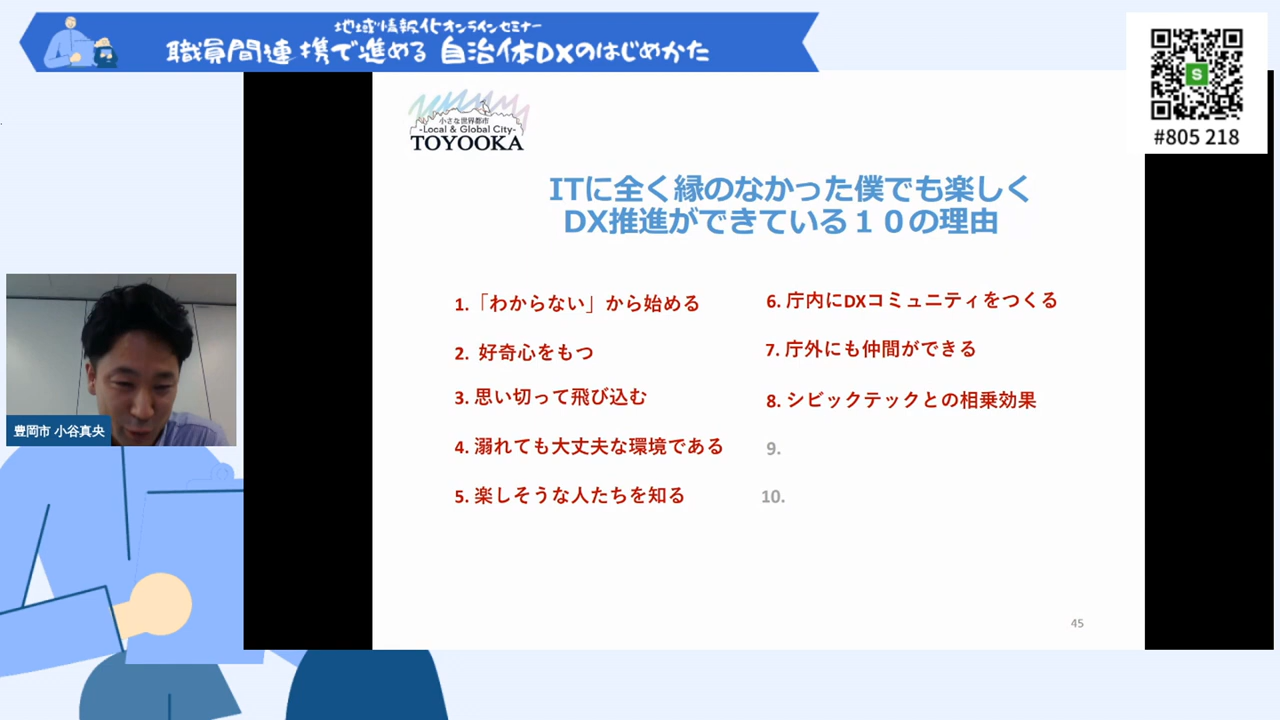 地域情報化オンラインセミナー
職員間連携で進める 自治体DXのはじめかた
#805 218
小さな世界都市
-Local & Global City-
TOYOOKA
ITに全く縁のなかった僕でも楽しく
DX推進ができている10の理由
1.「わからない」から始める
2. 好奇心をもつ
3. 思い切って飛び込む
4. 溺れても大丈夫な環境である
5. 楽しそうな人たちを知る
6. 庁内にDXコミュニティをつくる
7. 庁外にも仲間ができる
8. シビックテックとの相乗効果
9.
10.
45
豊岡市 小谷真央